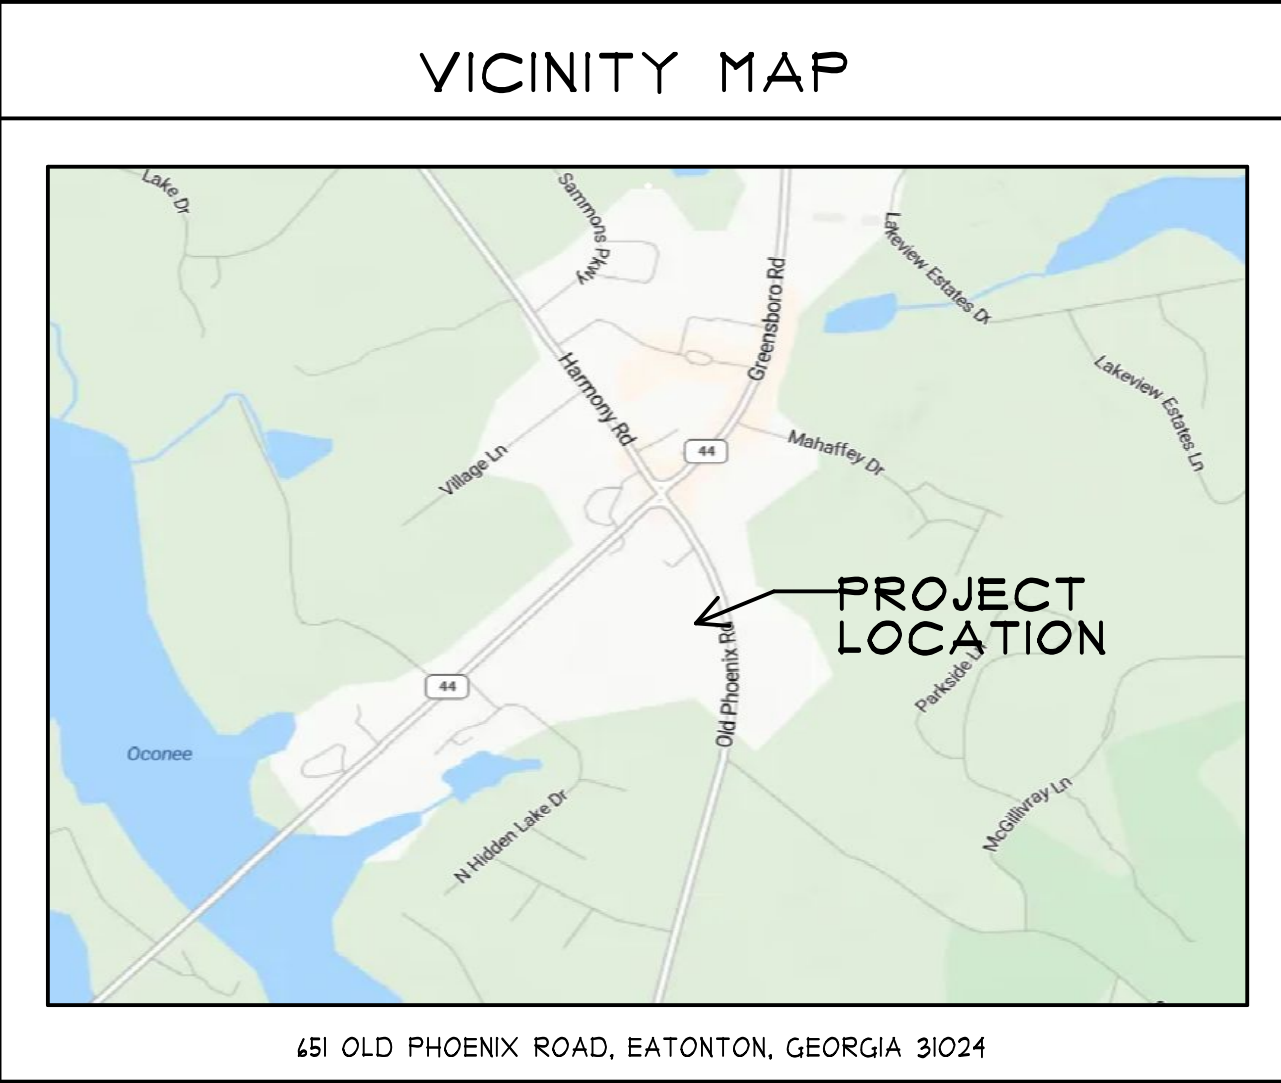 VICINITY MAP
Lake Dr
Sammons Pkwy
Greensboro Rd
Lakeview Estates Dr
Harmony Rd
Lakeview Estates Ln
44
Mahaffey Dr
Village Ln
PROJECT
LOCATION
Old Phoenix Rd
Parkside Ln
44
Oconee
N Hidden Lake Dr
McGillivray Ln
651 OLD PHOENIX ROAD, EATONTON, GEORGIA 31024